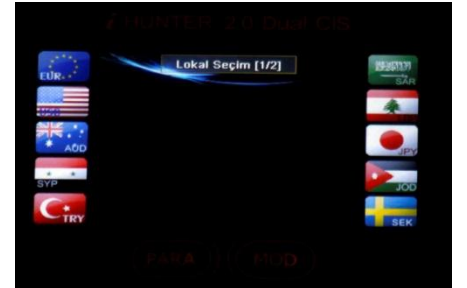 i HUNTER 2.0 Dual CIS
Lokal Seçim [1/2]
EUR
SAR
USD
AUD
JPY
SYP
JOD
TRY
SEK
PARA
MOD